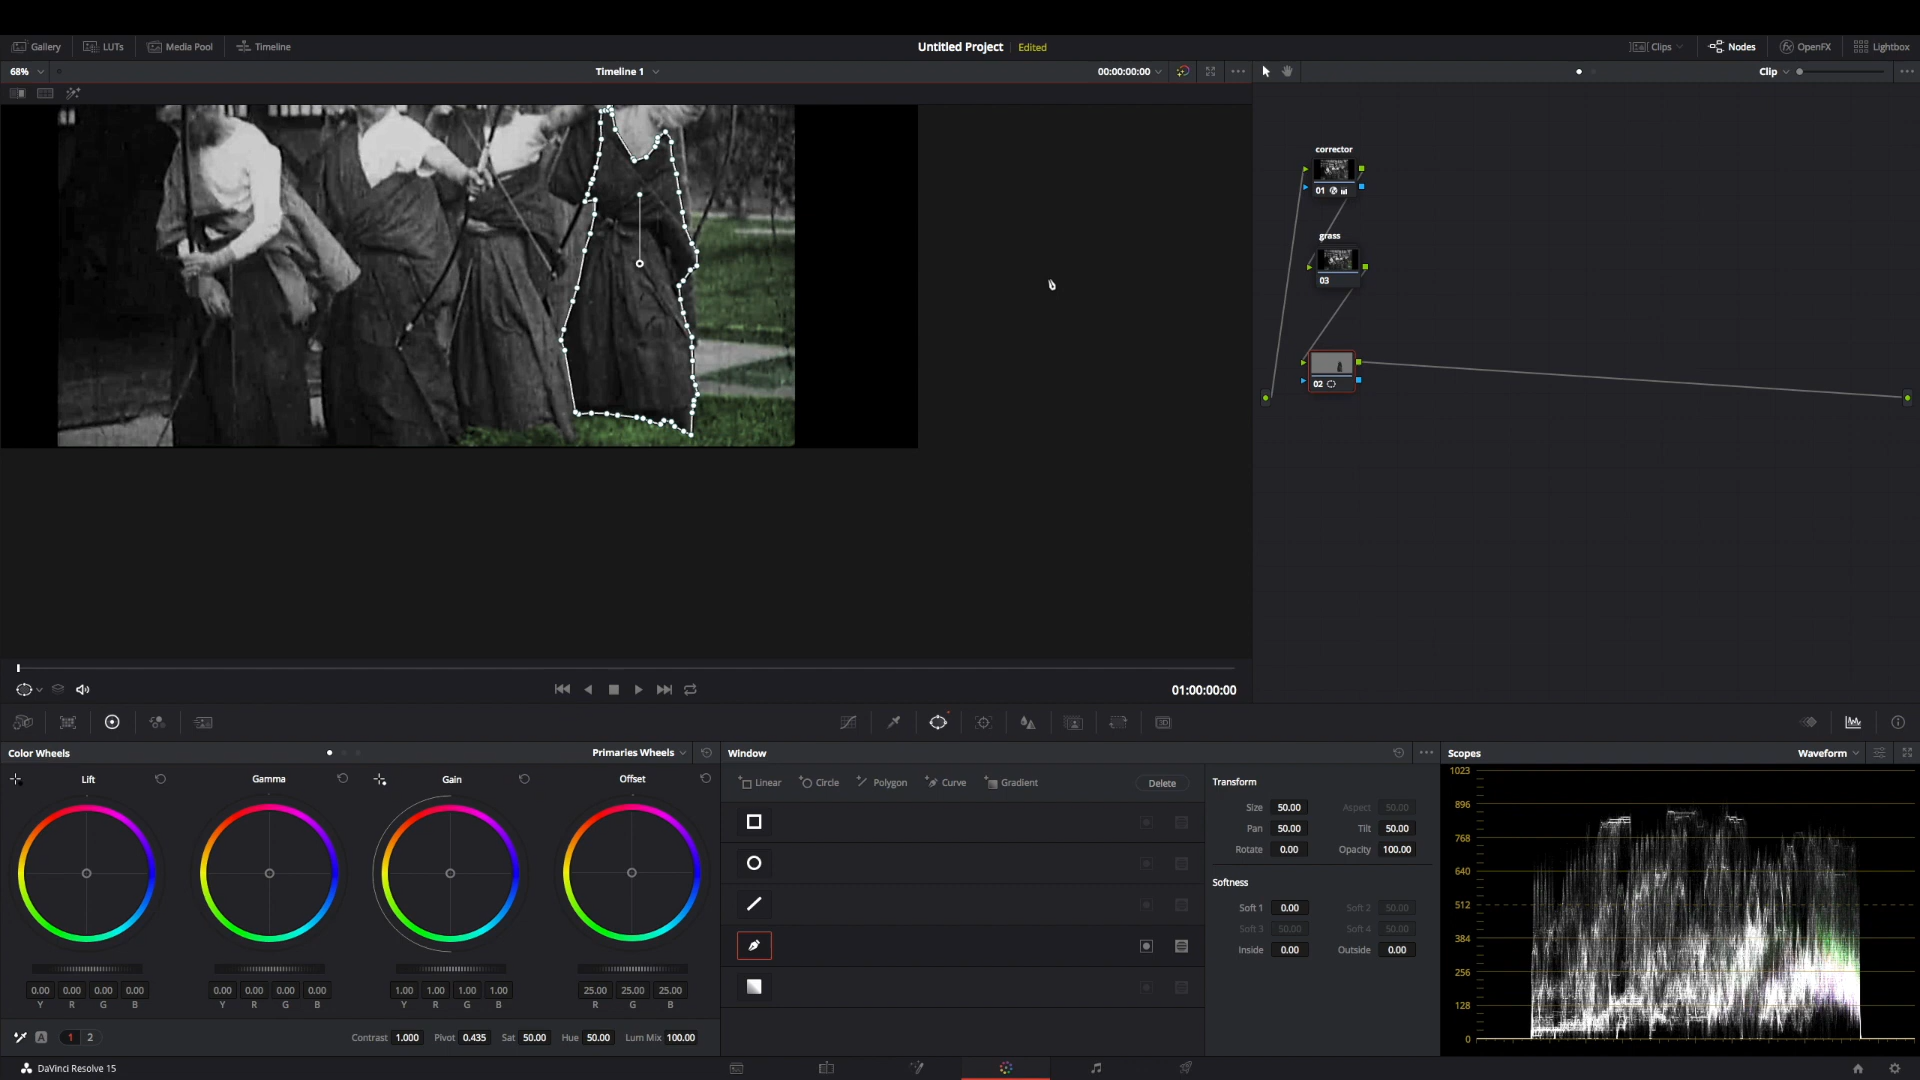 Gallery LUTs Media Pool Timeline Untitled Project Edited Clips Nodes OpenFX Lightbox
68% Timeline 1 00:00:00:00 Clip
corrector
01
grass
03
02
01:00:00:00
Color Wheels Primaries Wheels Window Scopes Waveform
Lift Gamma Gain Offset
Linear Circle Polygon Curve Gradient Delete
Transform
Size 50.00 Aspect 50.00
Pan 50.00 Tilt 50.00
Rotate 0.00 Opacity 100.00
Softness
Soft 1 0.00 Soft 2 50.00
Soft 3 50.00 Soft 4 50.00
Inside 0.00 Outside 0.00
1023
896
768
640
512
384
256
128
0
0.00 0.00 0.00 0.00 0.00 0.00 0.00 0.00 1.00 1.00 1.00 1.00 25.00 25.00 25.00
Y R G B Y R G B Y R G B R G B
A 1 2 Contrast 1.000 Pivot 0.435 Sat 50.00 Hue 50.00 Lum Mix 100.00
DaVinci Resolve 15